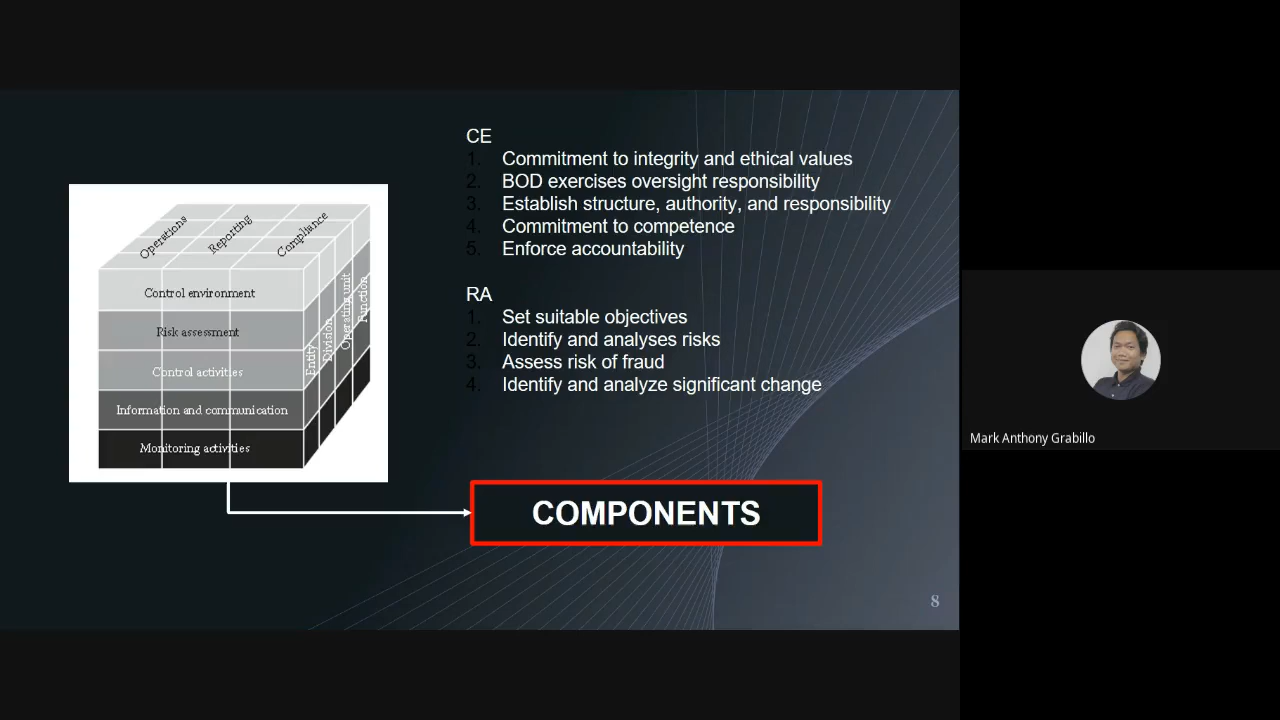 CE
1. Commitment to integrity and ethical values
2. BOD exercises oversight responsibility
3. Establish structure, authority, and responsibility
4. Commitment to competence
5. Enforce accountability
RA
1. Set suitable objectives
2. Identify and analyses risks
3. Assess risk of fraud
4. Identify and analyze significant change
Operations
Reporting
Compliance
Control environment
Risk assessment
Control activities
Information and communication
Monitoring activities
Entity
Division
Operating unit
Function
COMPONENTS
8
Mark Anthony Grabillo